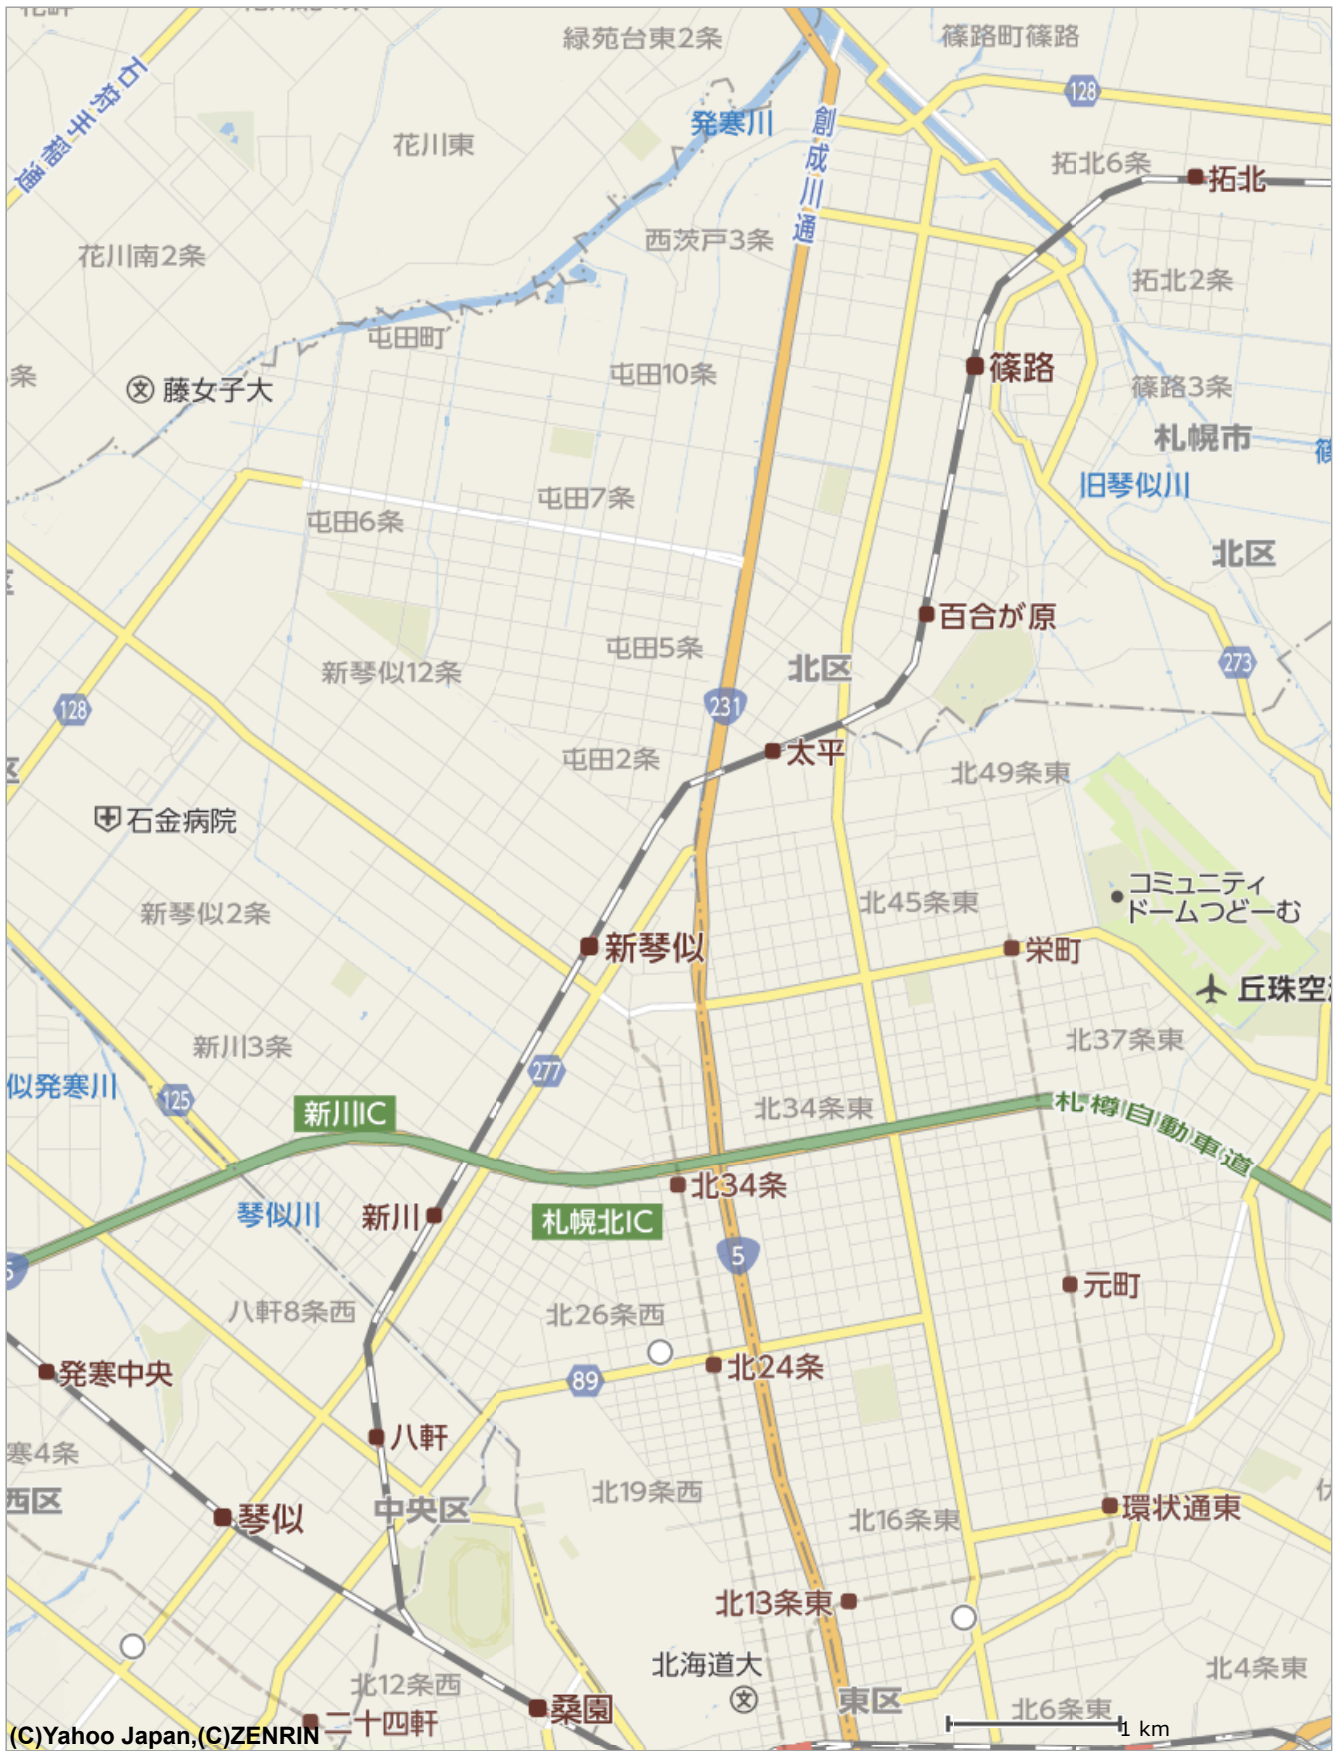 緑苑台東2条
篠路町篠路
石狩手稲通
128
発寒川
創成川通
花川東
拓北6条
拓北
西茨戸3条
花川南2条
拓北2条
屯田町
条
藤女子大
屯田10条
篠路
篠路3条
札幌市
旧琴似川
屯田7条
屯田6条
北区
百合が原
屯田5条
北区
新琴似12条
273
128
231
屯田2条
太平
北49条東
区
石金病院
コミュニティ
ドームつどーむ
北45条東
新琴似2条
新琴似
栄町
丘珠空
新川3条
北37条東
277
似発寒川
125
新川IC
北34条東
札樽自動車道
北34条
琴似川
新川
札幌北IC
5
5
元町
八軒8条西
北26条西
発寒中央
89
北24条
八軒
寒4条
西区
中央区
北19条西
琴似
北16条東
環状通東
北13条東
北海道大
北12条西
北4条東
東区
桑園
北6条東
二十四軒
1 km
(C)Yahoo Japan,(C)ZENRIN